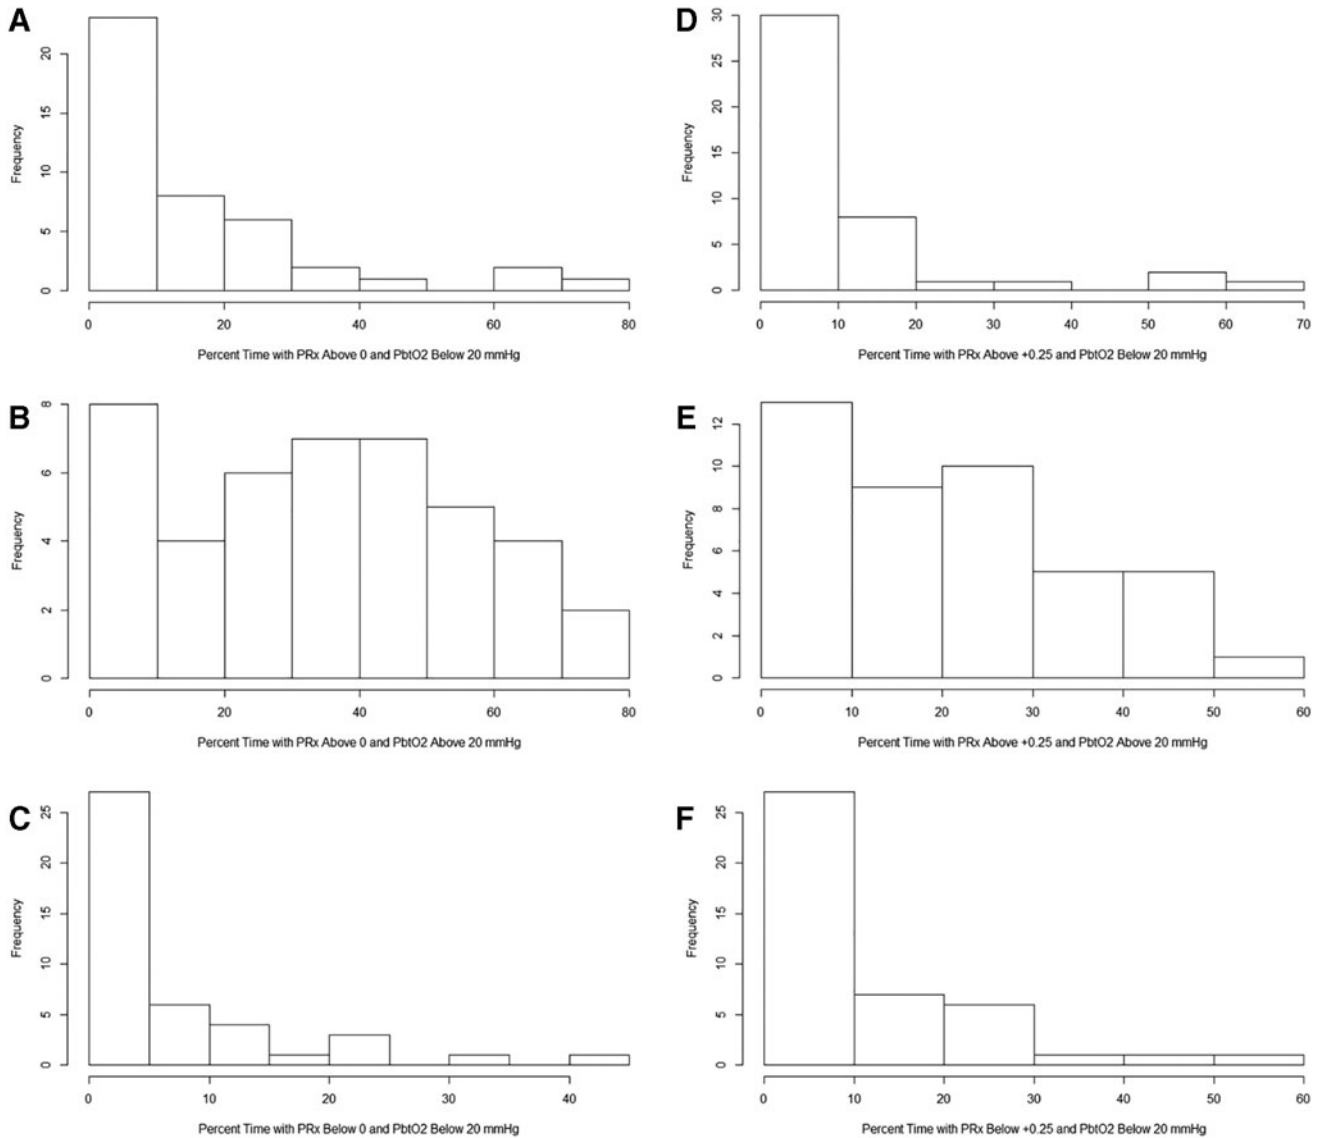 A
Frequency
20
15
10
5
0
0 20 40 60 80
Percent Time with PRx Above 0 and PbtO2 Below 20 mmHg
D
Frequency
30
25
20
15
10
5
0
0 10 20 30 40 50 60 70
Percent Time with PRx Above +0.25 and PbtO2 Below 20 mmHg
B
Frequency
8
6
4
2
0
0 20 40 60 80
Percent Time with PRx Above 0 and PbtO2 Above 20 mmHg
E
Frequency
12
10
8
6
4
2
0
0 10 20 30 40 50 60
Percent Time with PRx Above +0.25 and PbtO2 Above 20 mmHg
C
Frequency
25
20
15
10
5
0
0 10 20 30 40
Percent Time with PRx Below 0 and PbtO2 Below 20 mmHg
F
Frequency
25
20
15
10
5
0
0 10 20 30 40 50 60
Percent Time with PRx Below +0.25 and PbtO2 Below 20 mmHg